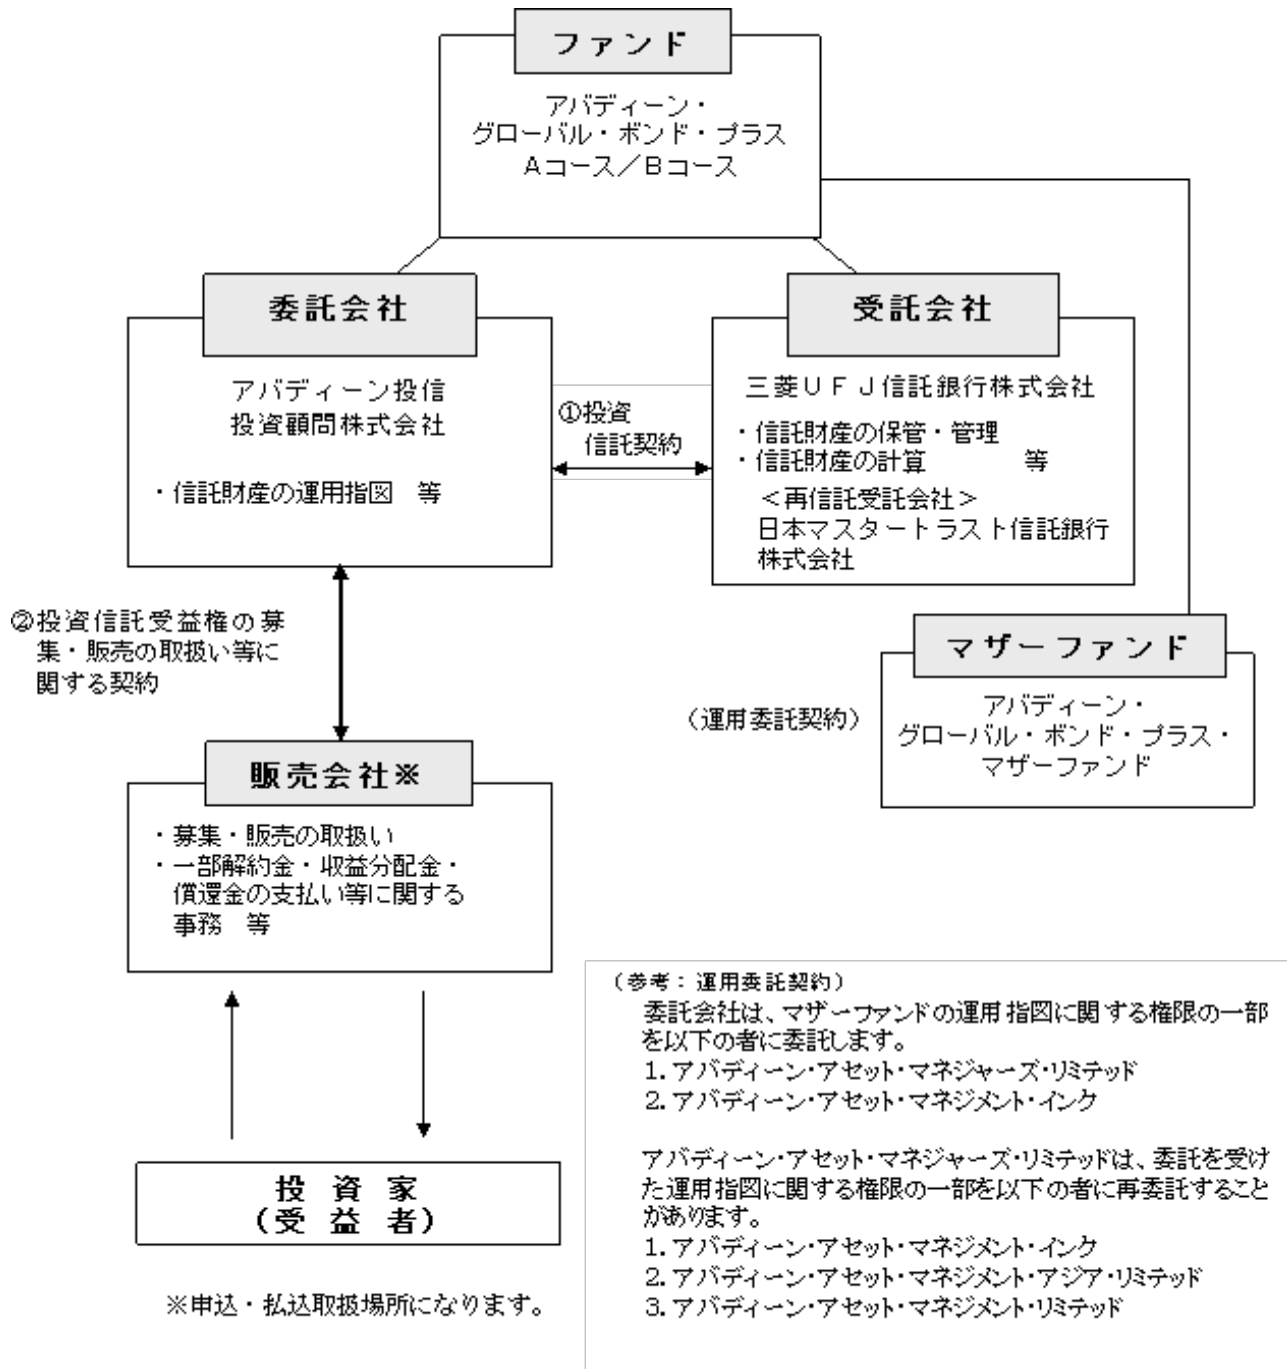 ファンド
アバディーン・
グローバル・ボンド・プラス
Aコース／Bコース
委託会社
アバディーン投信
投資顧問株式会社
・信託財産の運用指図　等
①投資
信託契約
受託会社
三菱ＵＦＪ信託銀行株式会社
・信託財産の保管・管理
・信託財産の計算　　　等
＜再信託受託会社＞
日本マスタートラスト信託銀行
株式会社
②投資信託受益権の募
集・販売の取扱い等に
関する契約
マザーファンド
（運用委託契約）
アバディーン・
グローバル・ボンド・プラス・
マザーファンド
販売会社※
・募集・販売の取扱い
・一部解約金・収益分配金・
償還金の支払い等に関する
事務　等
投 資 家
（受 益 者）
※申込・払込取扱場所になります。
（参考：運用委託契約）
委託会社は、マザーファンドの運用指図に関する権限の一部
を以下の者に委託します。
1. アバディーン・アセット・マネジャーズ・リミテッド
2. アバディーン・アセット・マネジメント・インク
アバディーン・アセット・マネジャーズ・リミテッドは、委託を受け
た運用指図に関する権限の一部を以下の者に再委託すること
があります。
1. アバディーン・アセット・マネジメント・インク
2. アバディーン・アセット・マネジメント・アジア・リミテッド
3. アバディーン・アセット・マネジメント・リミテッド